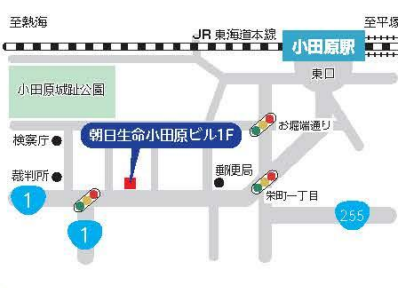 至熱海
至平塚
JR 東海道本線
小田原駅
東口
小田原城趾公園
お堀端通り
検察庁
朝日生命小田原ビル1F
裁判所
郵便局
栄町一丁目
1
1
255